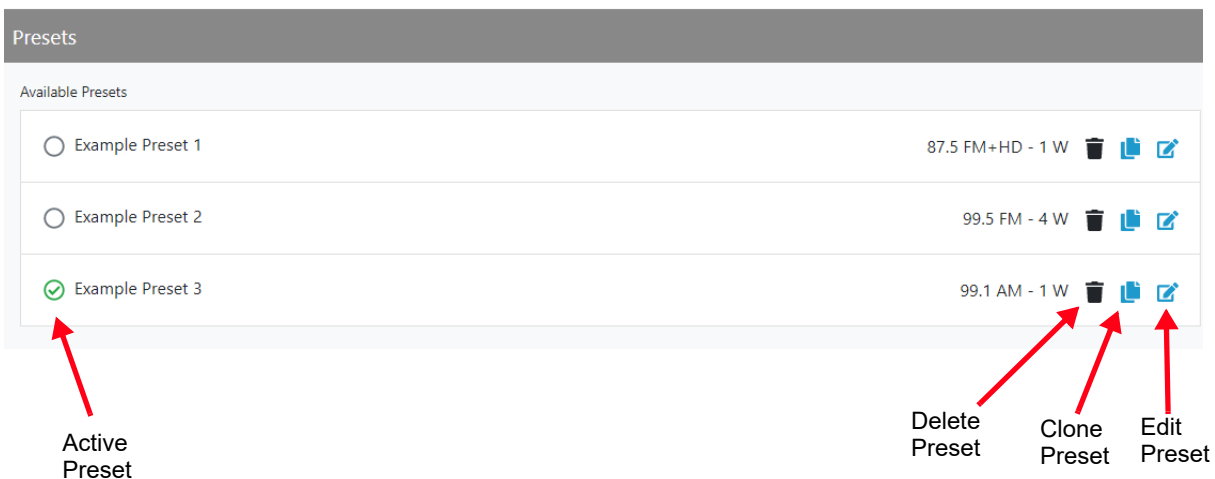 Presets
Available Presets
Example Preset 1 87.5 FM+HD - 1 W
Example Preset 2 99.5 FM - 4 W
Example Preset 3 99.1 AM - 1 W
Active
Preset
Delete
Preset
Clone
Preset
Edit
Preset